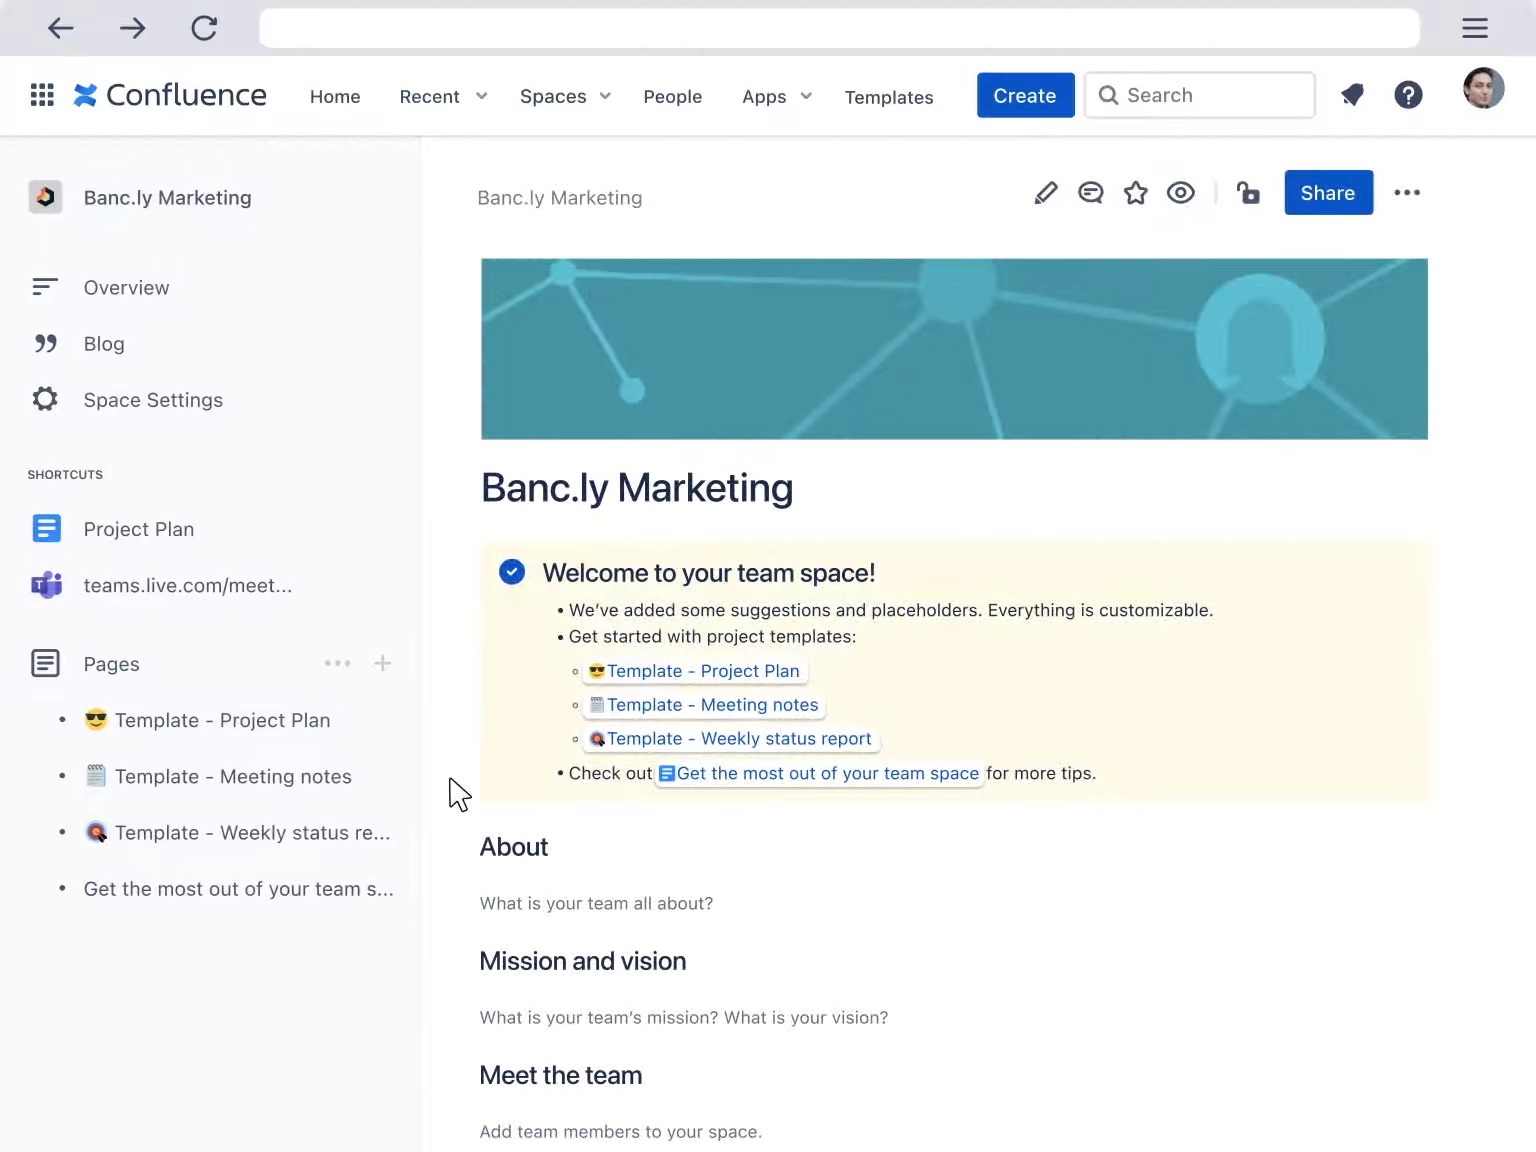 Confluence
Home Recent Spaces People Apps Templates Create Search
Banc.ly Marketing
Overview
Blog
Space Settings
SHORTCUTS
Project Plan
teams.live.com/meet...
Pages
• 😎 Template - Project Plan
• 🗒️ Template - Meeting notes
• Template - Weekly status re...
• Get the most out of your team s...
Banc.ly Marketing
Share
Banc.ly Marketing
Welcome to your team space!
• We’ve added some suggestions and placeholders. Everything is customizable.
• Get started with project templates:
◦ 😎Template - Project Plan
◦ 🗒️Template - Meeting notes
◦ Template - Weekly status report
• Check out Get the most out of your team space for more tips.
About
What is your team all about?
Mission and vision
What is your team’s mission? What is your vision?
Meet the team
Add team members to your space.